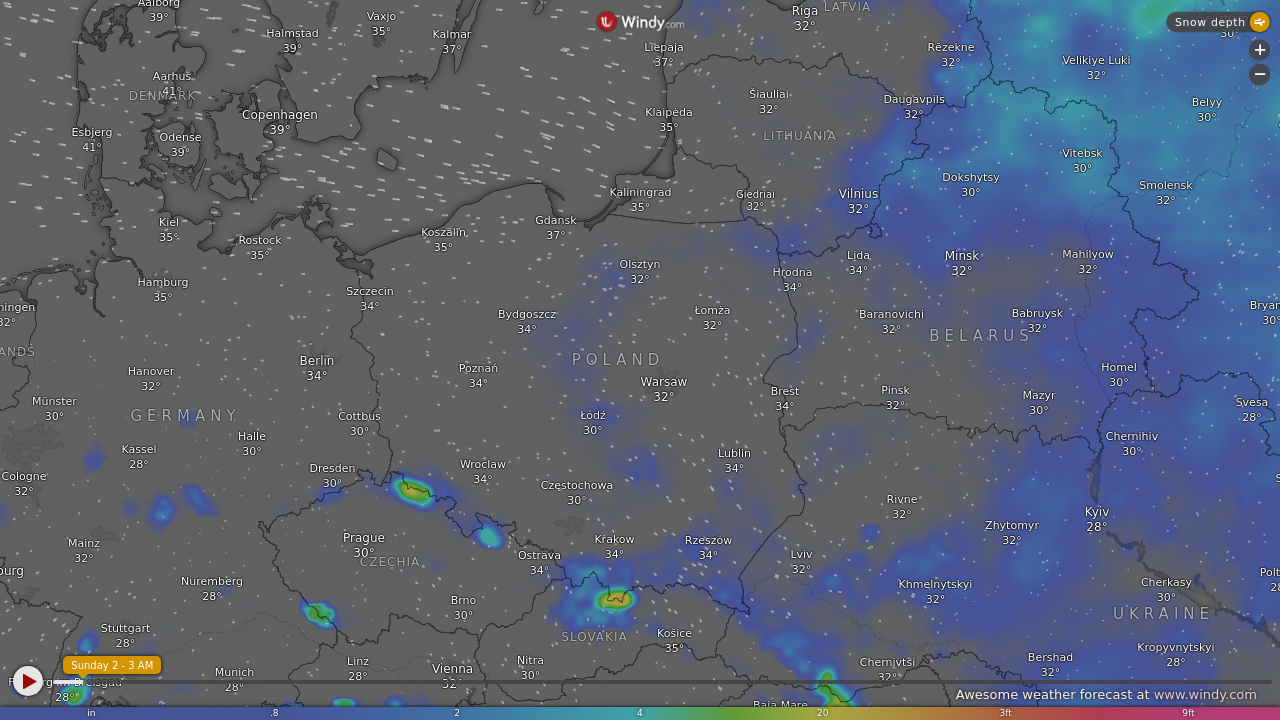 Windy.com
Snow depth
+
−
Aalborg
39°
Vaxjo
35°
Halmstad
39°
Kalmar
37°
Riga
32°
LATVIA
30°
Liepaja
37°
Rēzekne
32°
Velikiye Luki
32°
Aarhus
41°
DENMARK
Copenhagen
39°
Klaipėda
35°
Šiauliai
32°
Daugavpils
32°
Belyy
30°
Esbjerg
41°
Odense
39°
LITHUANIA
Vitebsk
30°
Kaliningrad
35°
Giedriai
32°
Vilnius
32°
Dokshytsy
30°
Smolensk
32°
Kiel
35°
Rostock
35°
Koszalin
35°
Gdansk
37°
Olsztyn
32°
Hrodna
34°
Lida
34°
Minsk
32°
Mahilyow
32°
Hamburg
35°
Szczecin
34°
ningen
32°
Bydgoszcz
34°
Łomża
32°
Baranovichi
32°
Babruysk
32°
Bryan
30°
BELARUS
ANDS
Hanover
32°
Berlin
34°
Poznań
34°
POLAND
Warsaw
32°
Brest
34°
Pinsk
32°
Homel
30°
Mazyr
30°
Svesa
28°
Münster
30°
GERMANY
Cottbus
30°
Łódź
30°
Halle
30°
Kassel
28°
Chernihiv
30°
Cologne
32°
Dresden
30°
Wroclaw
34°
Częstochowa
30°
Lublin
34°
Rivne
32°
Zhytomyr
32°
Kyiv
28°
Mainz
32°
Prague
30°
CZECHIA
Ostrava
34°
Krakow
34°
Rzeszów
34°
Lviv
32°
burg
Nuremberg
28°
Brno
30°
Khmelnytskyi
32°
Cherkasy
30°
Polt
28
UKRAINE
Stuttgart
28°
SLOVAKIA
Košice
35°
Kropyvnytskyi
28°
Sunday 2 - 3 AM
Linz
28°
Munich
28°
Vienna
32°
Nitra
30°
Chernivtsi
32°
Bershad
32°
28°
Baia Mare
Awesome weather forecast at www.windy.com
in .8 2 4 20 3ft 9ft